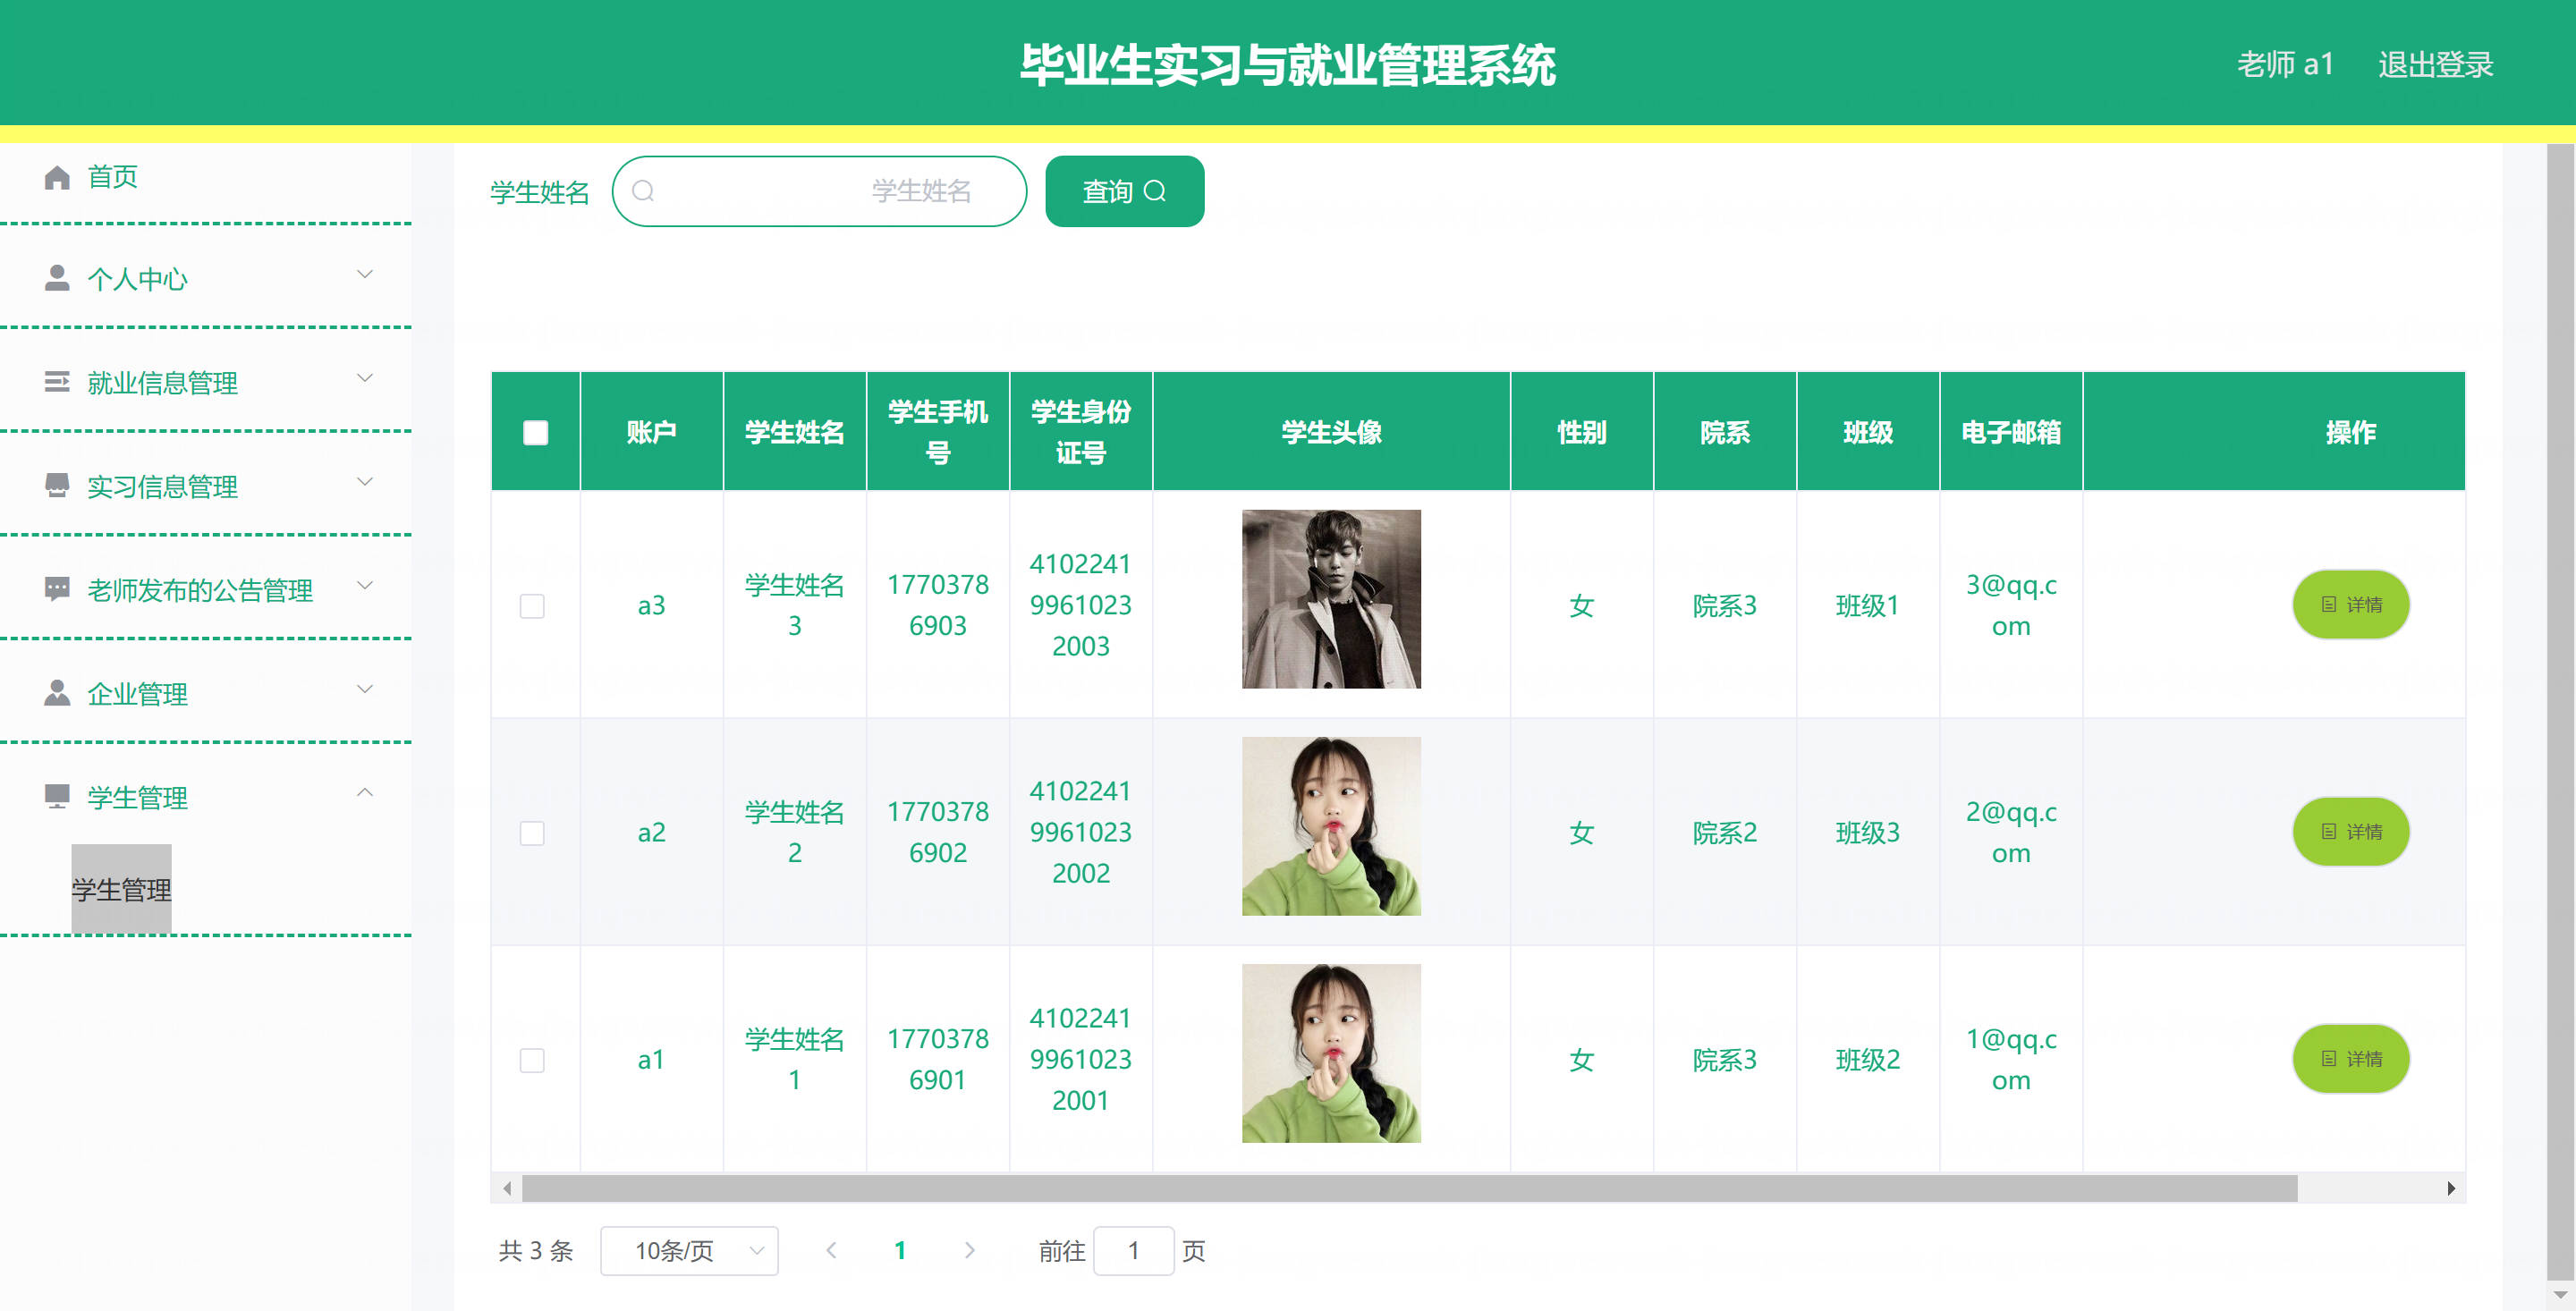 毕业生实习与就业管理系统
老师 a1 退出登录
首页
个人中心
就业信息管理
实习信息管理
老师发布的公告管理
企业管理
学生管理
学生管理
学生姓名 学生姓名 查询
账户 学生姓名 学生手机号 学生身份证号 学生头像 性别 院系 班级 电子邮箱 操作
a3 学生姓名3 17703786903 410224199610232003 女 院系3 班级1 3@qq.com 详情
a2 学生姓名2 17703786902 410224199610232002 女 院系2 班级3 2@qq.com 详情
a1 学生姓名1 17703786901 410224199610232001 女 院系3 班级2 1@qq.com 详情
共 3 条 10条/页 1 前往 1 页